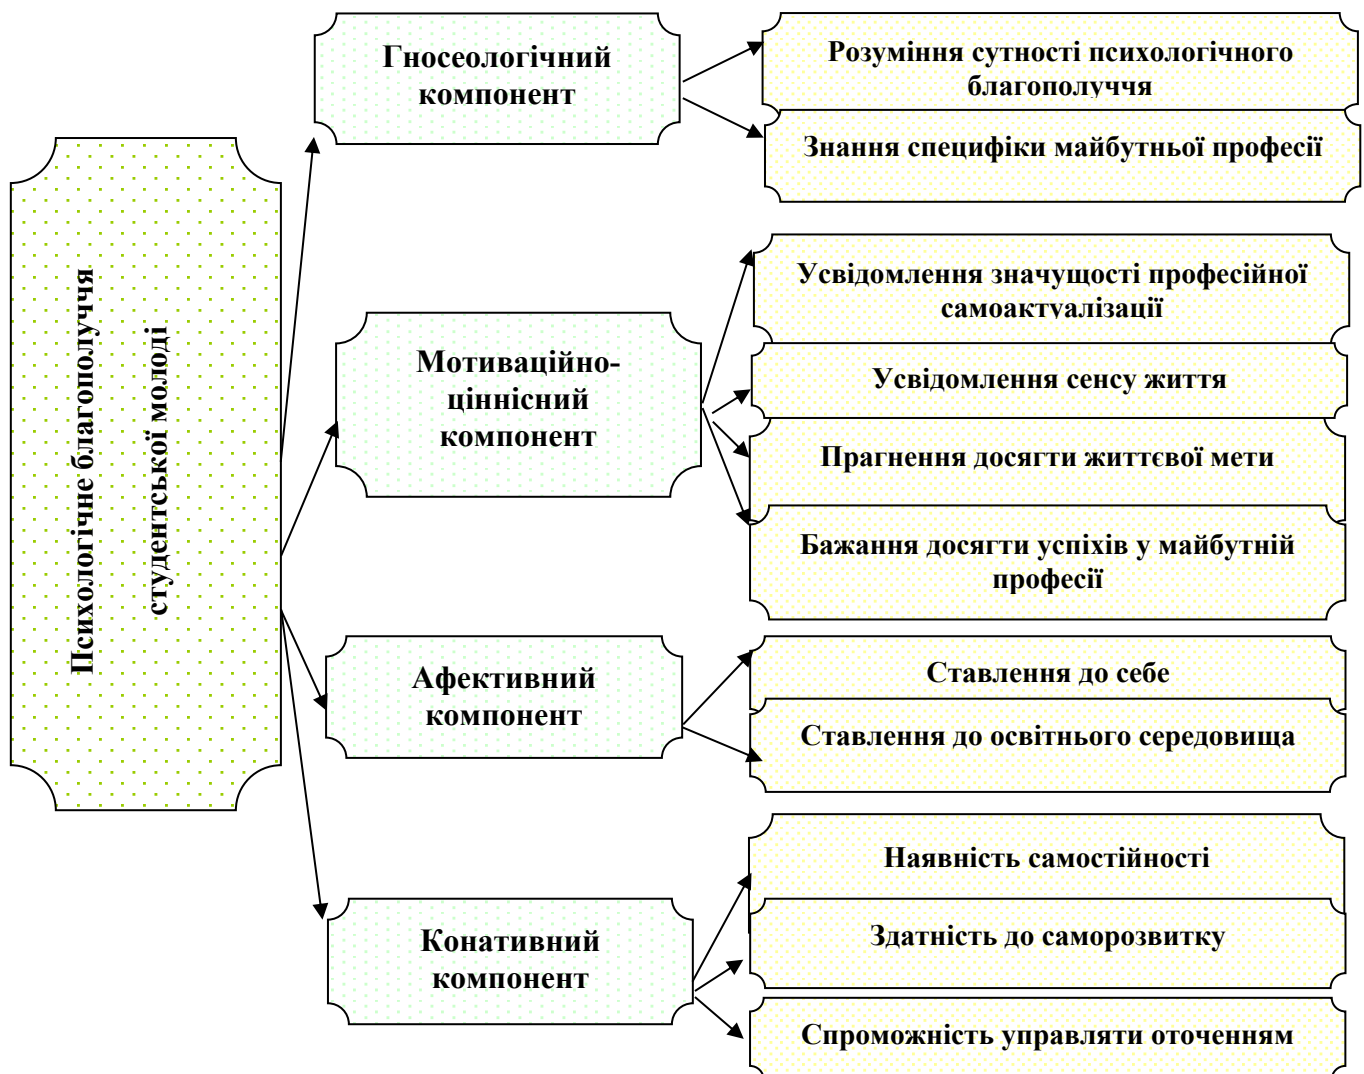 Психологічне благополуччя
студентської молоді
Гносеологічний
компонент
Розуміння сутності психологічного
благополуччя
Знання специфіки майбутньої професії
Мотиваційно-
ціннісний
компонент
Усвідомлення значущості професійної
самоактуалізації
Усвідомлення сенсу життя
Прагнення досягти життєвої мети
Бажання досягти успіхів у майбутній
професії
Афективний
компонент
Ставлення до себе
Ставлення до освітнього середовища
Конативний
компонент
Наявність самостійності
Здатність до саморозвитку
Спроможність управляти оточенням